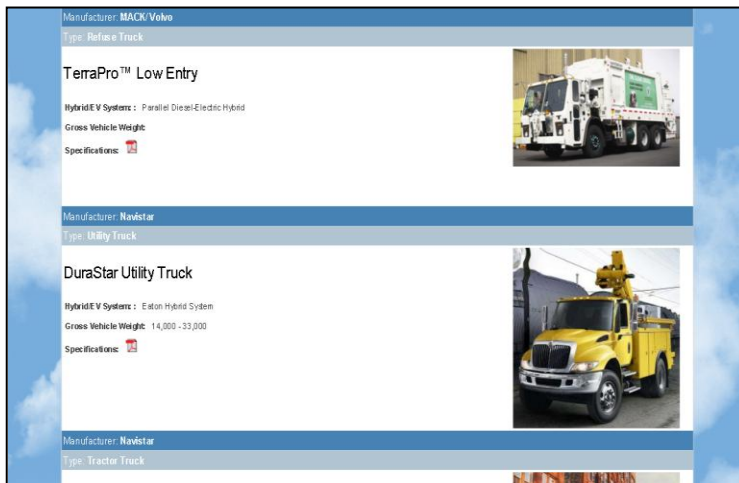 Manufacturer: MACK/Volvo
Type: Refuse Truck
TerraPro™ Low Entry
Hybrid/EV System: : Parallel Diesel-Electric Hybrid
Gross Vehicle Weight:
Specifications:
Manufacturer: Navistar
Type: Utility Truck
DuraStar Utility Truck
Hybrid/EV System: : Eaton Hybrid System
Gross Vehicle Weight: 14,000 - 33,000
Specifications:
Manufacturer: Navistar
Type: Tractor Truck